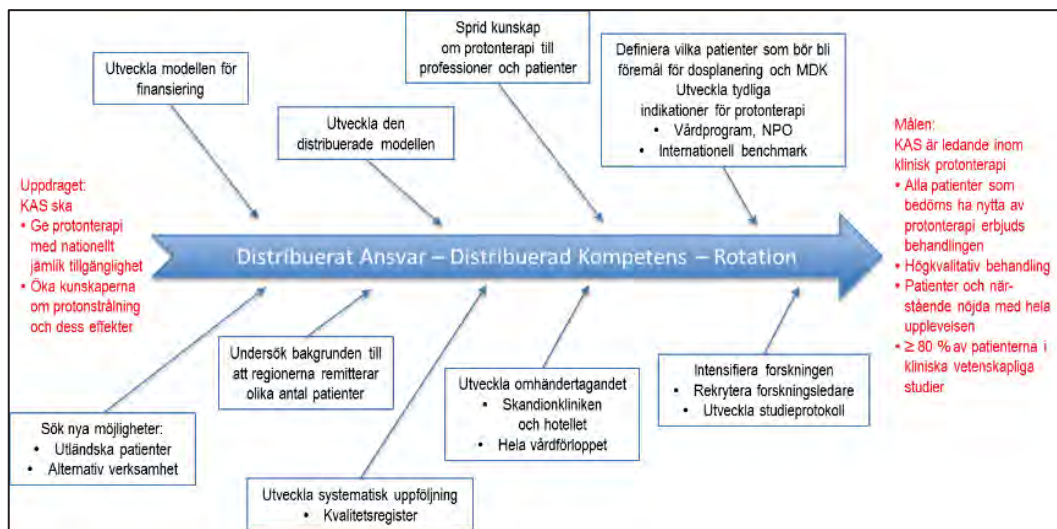 Utveckla modellen för
finansiering
Utveckla den
distribuerade modellen
Sprid kunskap
om protonterapi till
professioner och patienter
Definiera vilka patienter som bör bli
föremål för dosplanering och MDK
Utveckla tydliga
indikationer för protonterapi
• Vårdprogram, NPO
• Internationell benchmark
Uppdraget:
KAS ska
• Ge protonterapi
med nationellt
jämlik tillgänglighet
• Öka kunskaperna
om protonstrålning
och dess effekter
Distribuerat Ansvar – Distribuerad Kompetens – Rotation
Målen:
KAS är ledande inom
klinisk protonterapi
• Alla patienter som
bedöms ha nytta av
protonterapi erbjuds
behandlingen
• Högkvalitativ behandling
• Patienter och när-
stående nöjda med hela
upplevelsen
• ≥ 80 % av patienterna i
kliniska vetenskapliga
studier
Sök nya möjligheter:
• Utländska patienter
• Alternativ verksamhet
Undersök bakgrunden till
att regionerna remitterar
olika antal patienter
Utveckla systematisk uppföljning
• Kvalitetsregister
Utveckla omhändertagandet
• Skandionkliniken
och hotellet
• Hela vårdförloppet
Intensifiera forskningen
• Rekrytera forskningsledare
• Utveckla studieprotokoll